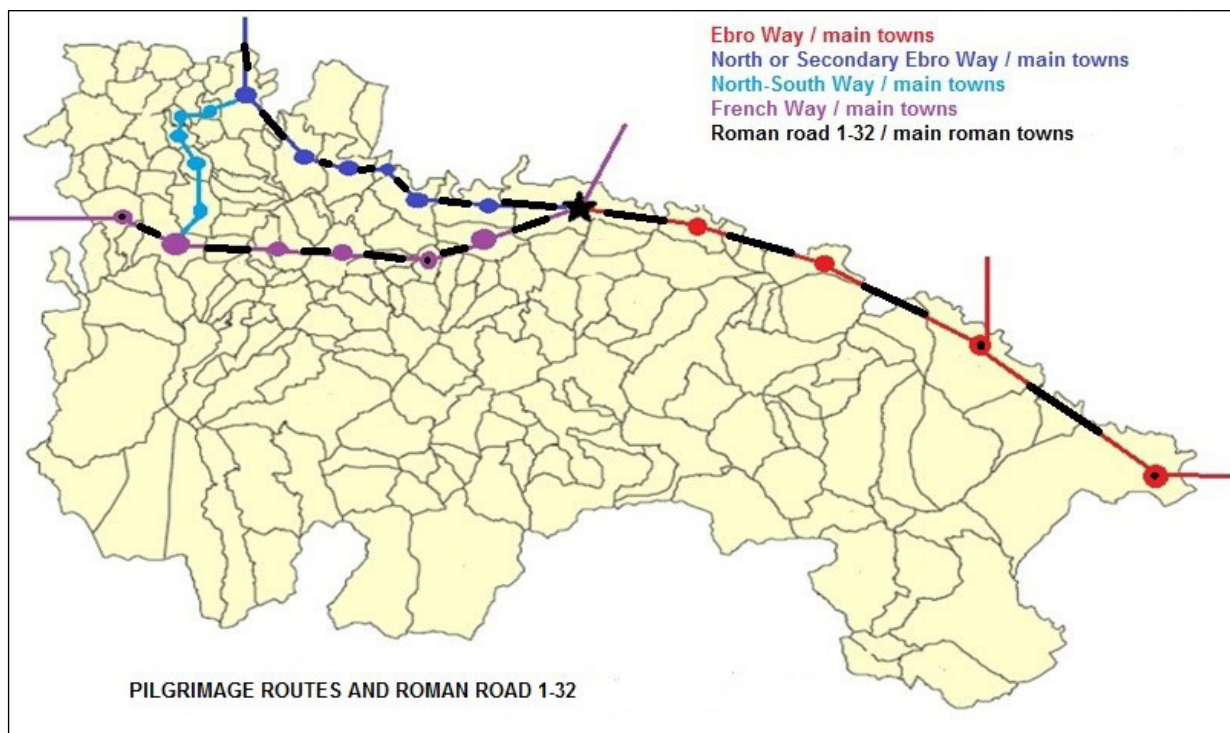 Ebro Way / main towns
North or Secondary Ebro Way / main towns
North-South Way / main towns
French Way / main towns
Roman road 1-32 / main roman towns
PILGRIMAGE ROUTES AND ROMAN ROAD 1-32